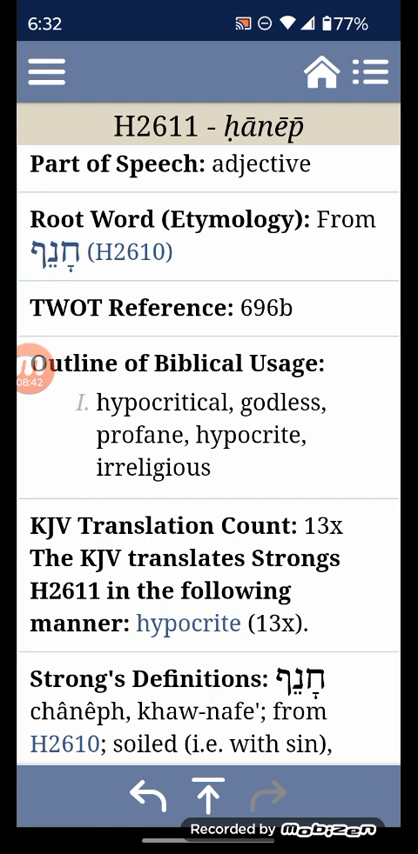 6:32 77%
H2611 - ḥānēp̄
Part of Speech: adjective
Root Word (Etymology): From
חָנֵף (H2610)
TWOT Reference: 696b
Outline of Biblical Usage:
08:42
I. hypocritical, godless,
profane, hypocrite,
irreligious
KJV Translation Count: 13x
The KJV translates Strongs
H2611 in the following
manner: hypocrite (13x).
Strong's Definitions: חָנֵף
chânêph, khaw-nafe'; from
H2610; soiled (i.e. with sin),
Recorded by mobizen